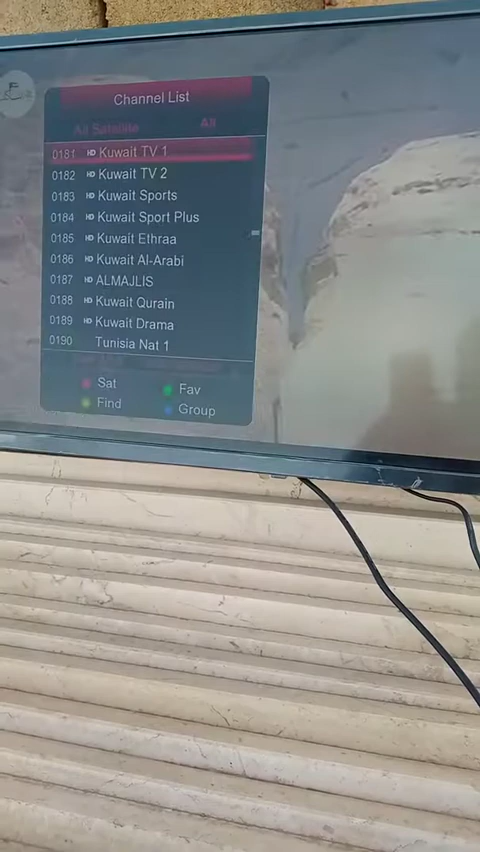 Channel List
All Satellite All
0181 HD Kuwait TV 1
0182 HD Kuwait TV 2
0183 HD Kuwait Sports
0184 HD Kuwait Sport Plus
0185 HD Kuwait Ethraa
0186 HD Kuwait Al-Arabi
0187 HD ALMAJLIS
0188 HD Kuwait Qurain
0189 HD Kuwait Drama
0190 Tunisia Nat 1
Sat Fav
Find Group